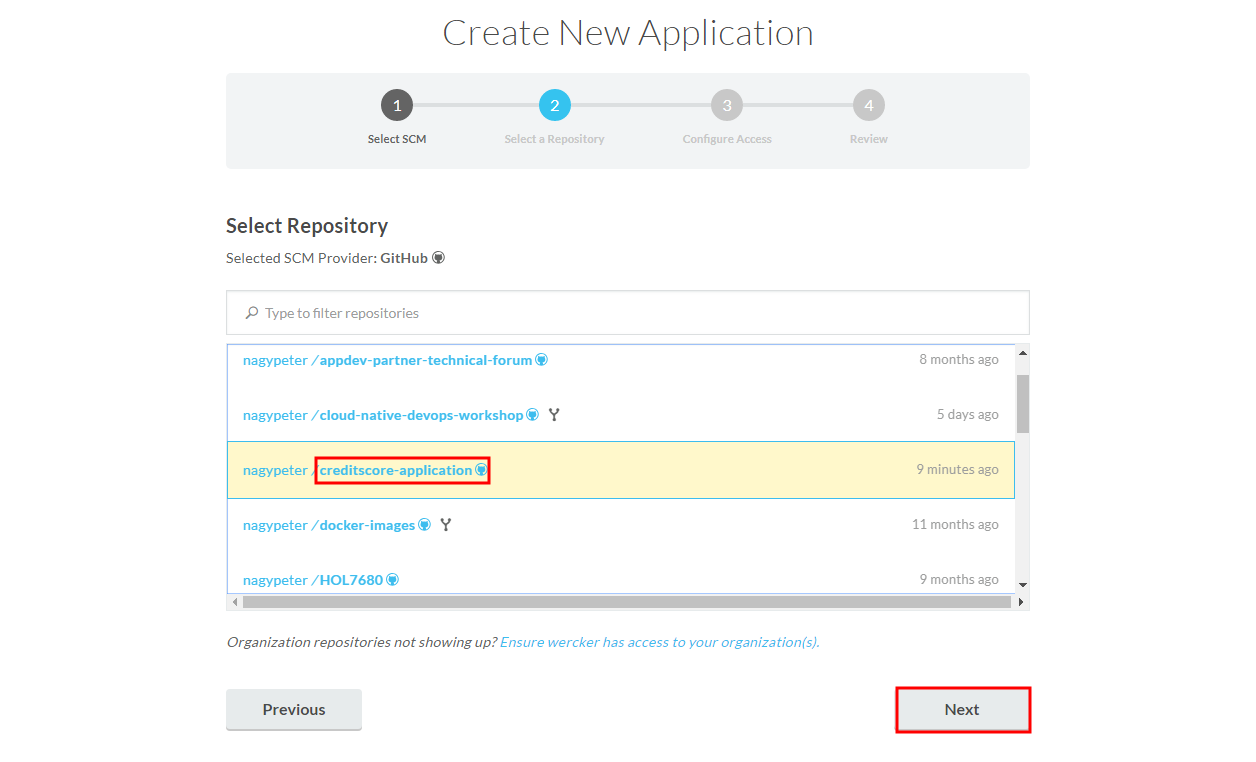 Create New Application
1 2 3 4
Select SCM Select a Repository Configure Access Review
Select Repository
Selected SCM Provider: GitHub
Type to filter repositories
nagypeter /appdev-partner-technical-forum 8 months ago
nagypeter /cloud-native-devops-workshop 5 days ago
nagypeter /creditscore-application 9 minutes ago
nagypeter /docker-images 11 months ago
nagypeter /HOL7680 9 months ago
Organization repositories not showing up? Ensure wercker has access to your organization(s).
Previous Next